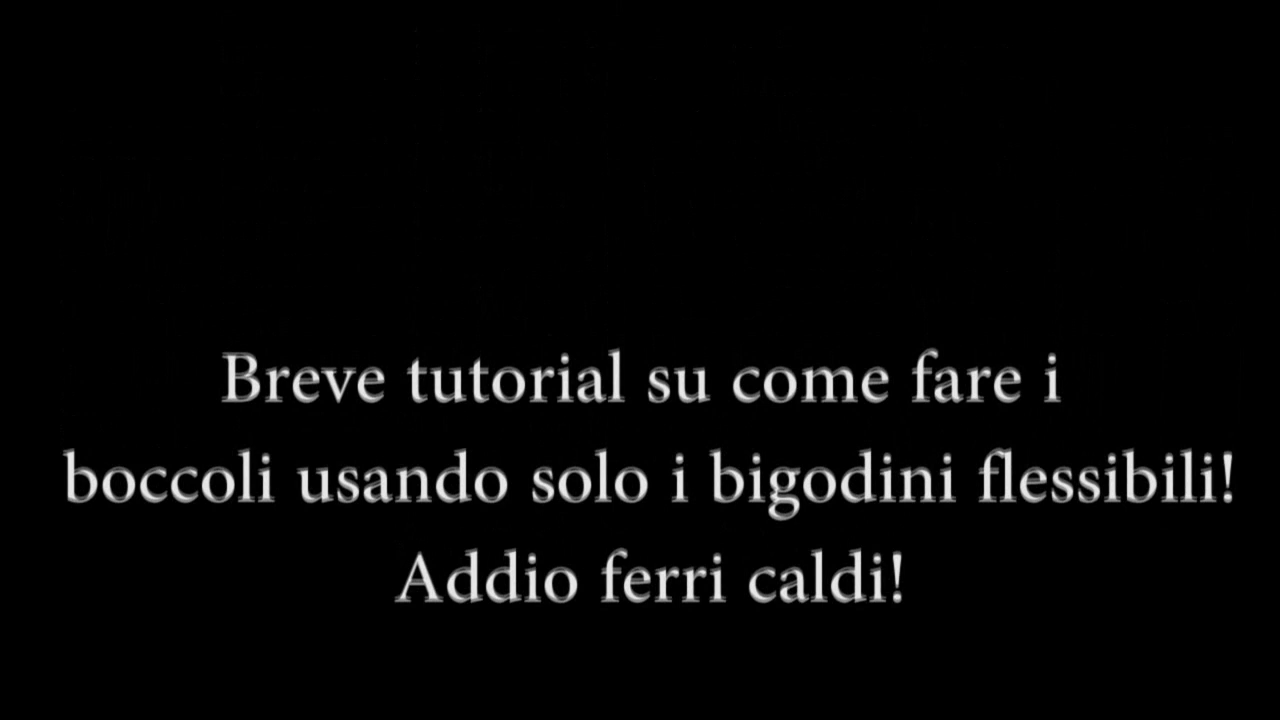 Breve tutorial su come fare i
boccoli usando solo i bigodini flessibili!
Addio ferri caldi!